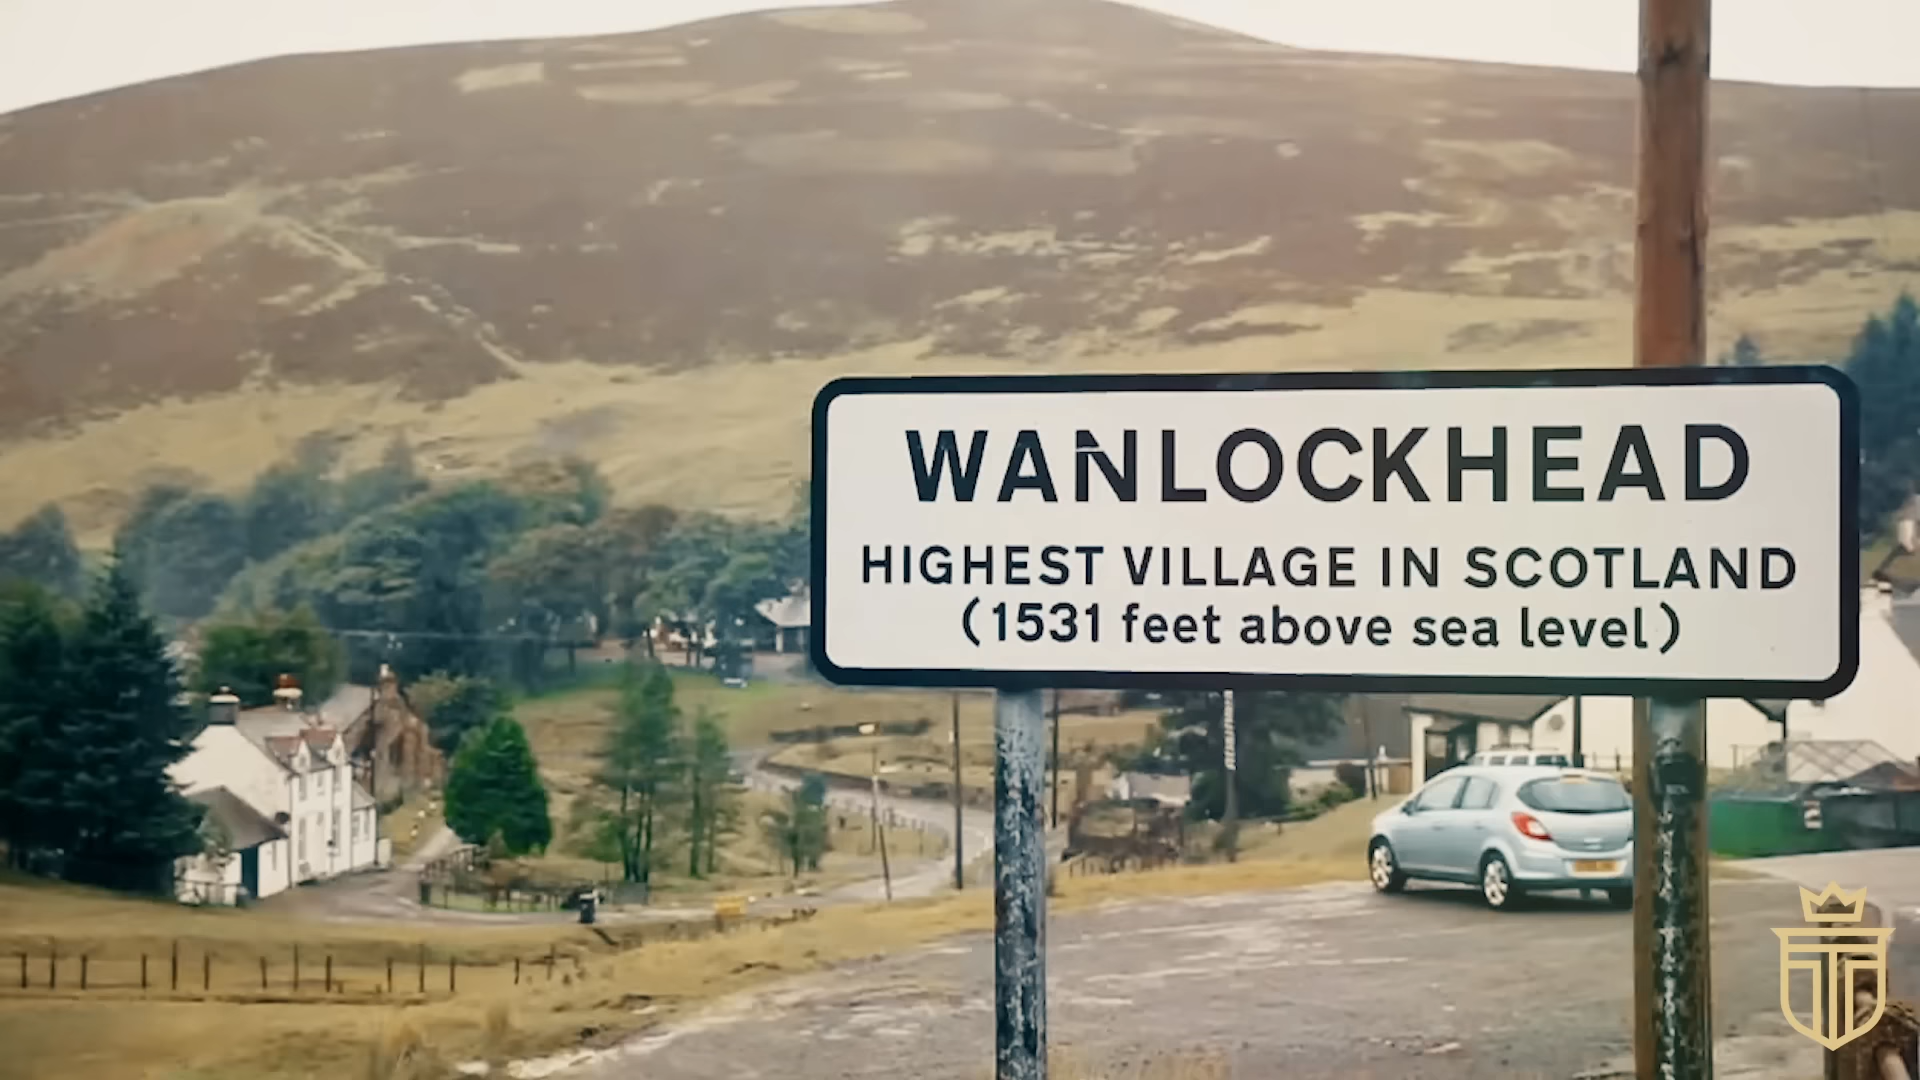 WANLOCKHEAD
HIGHEST VILLAGE IN SCOTLAND
(1531 feet above sea level)